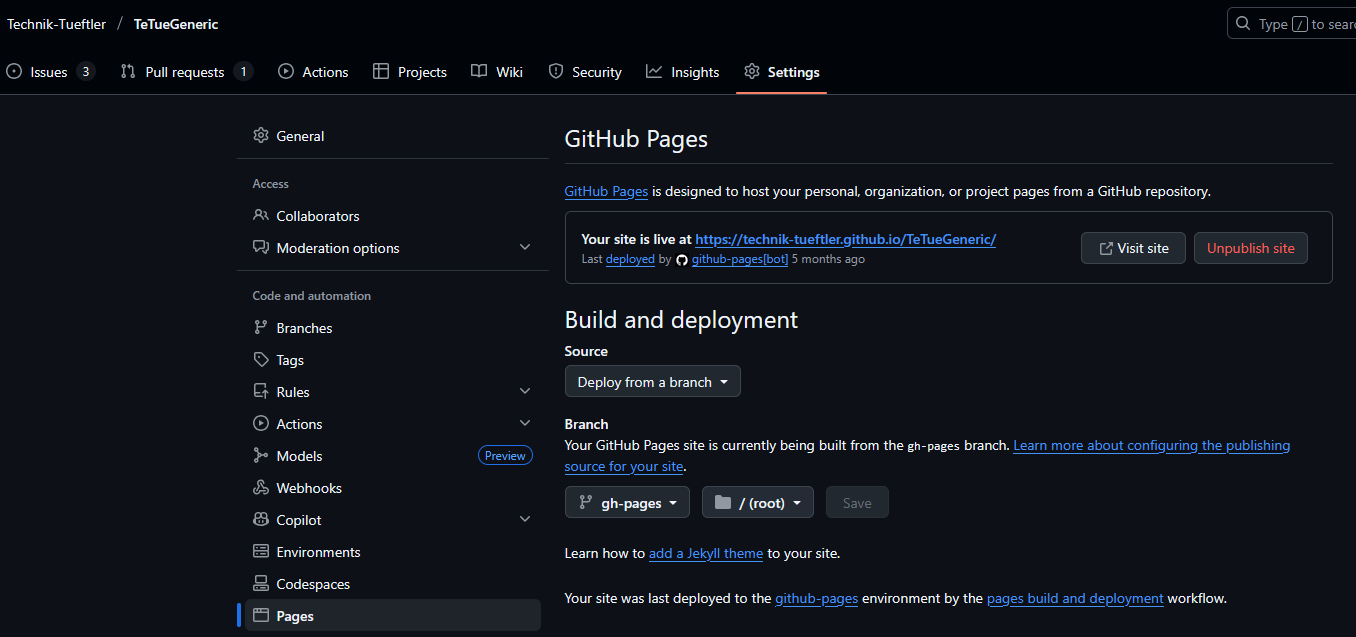 Technik-Tueftler / TeTueGeneric
Type / to sear
Issues 3 Pull requests 1 Actions Projects Wiki Security Insights Settings
General
Access
Collaborators
Moderation options
Code and automation
Branches
Tags
Rules
Actions
Models Preview
Webhooks
Copilot
Environments
Codespaces
Pages
GitHub Pages
GitHub Pages is designed to host your personal, organization, or project pages from a GitHub repository.
Your site is live at https://technik-tueftler.github.io/TeTueGeneric/
Last deployed by github-pages[bot] 5 months ago
Visit site
Unpublish site
Build and deployment
Source
Deploy from a branch
Branch
Your GitHub Pages site is currently being built from the gh-pages branch. Learn more about configuring the publishing
source for your site.
gh-pages / (root) Save
Learn how to add a Jekyll theme to your site.
Your site was last deployed to the github-pages environment by the pages build and deployment workflow.